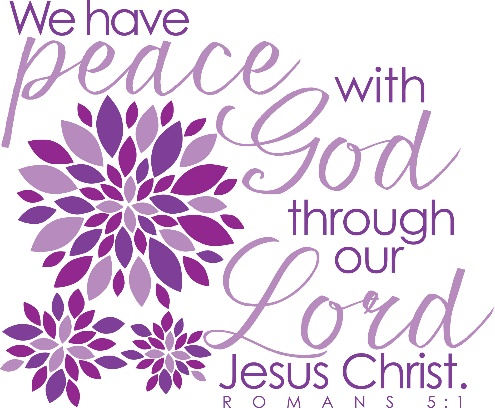 We have
peace
with
God
through
our
Lord
Jesus Christ.
ROMANS 5:1